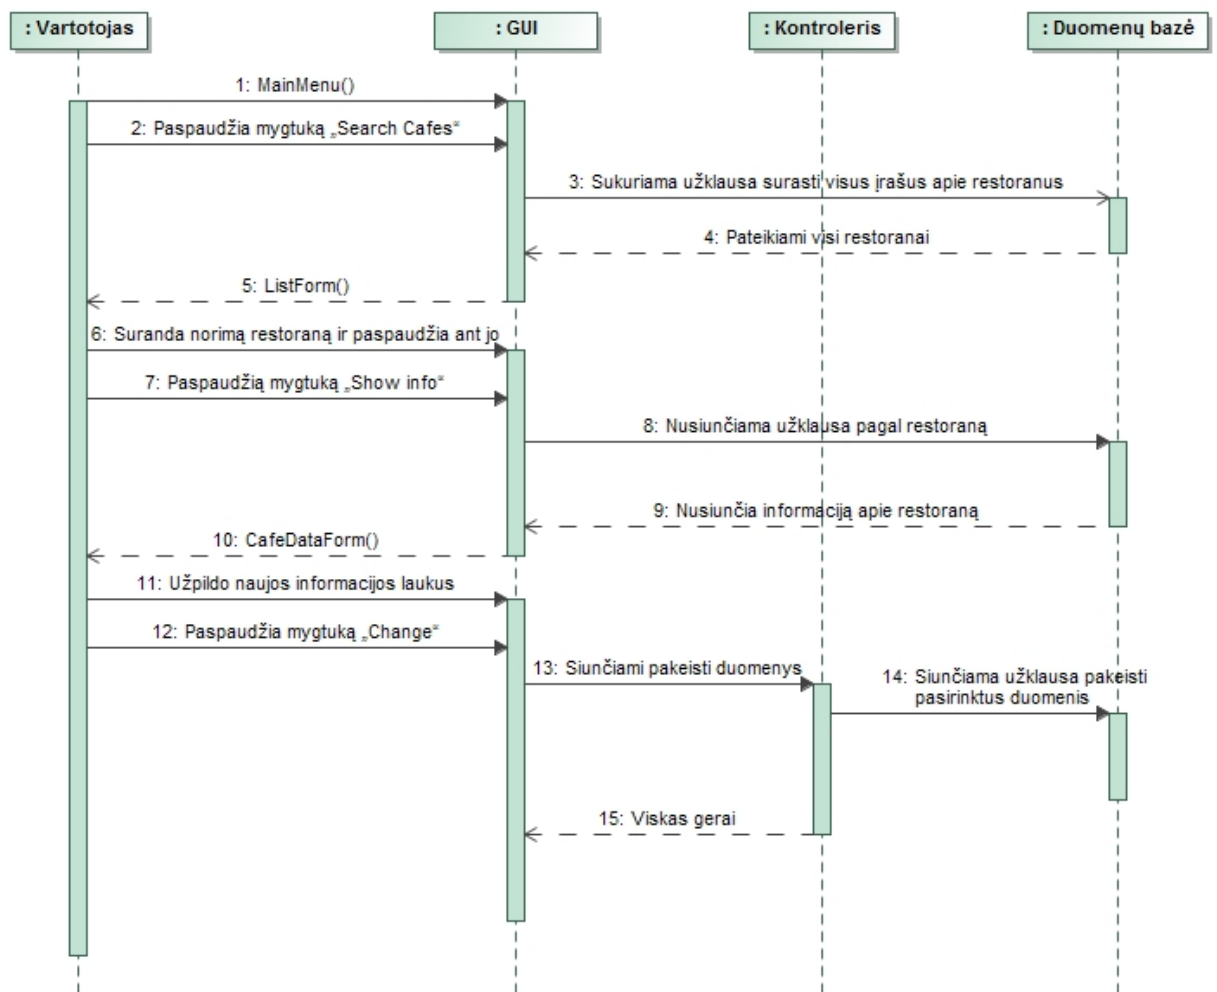 : Vartotojas
: GUI
: Kontroleris
: Duomenų bazė
1: MainMenu()
2: Paspaudžia mygtuką „Search Cafes“
3: Sukuriama užklausa surasti visus įrašus apie restoranus
4: Pateikiami visi restoranai
5: ListForm()
6: Suranda norimą restoraną ir paspaudžia ant jo
7: Paspaudžią mygtuką „Show info“
8: Nusiunčiama užklausa pagal restoraną
9: Nusiunčia informaciją apie restoraną
10: CafeDataForm()
11: Užpildo naujos informacijos laukus
12: Paspaudžia mygtuką „Change“
13: Siunčiami pakeisti duomenys
14: Siunčiama užklausa pakeisti
pasirinktus duomenis
15: Viskas gerai